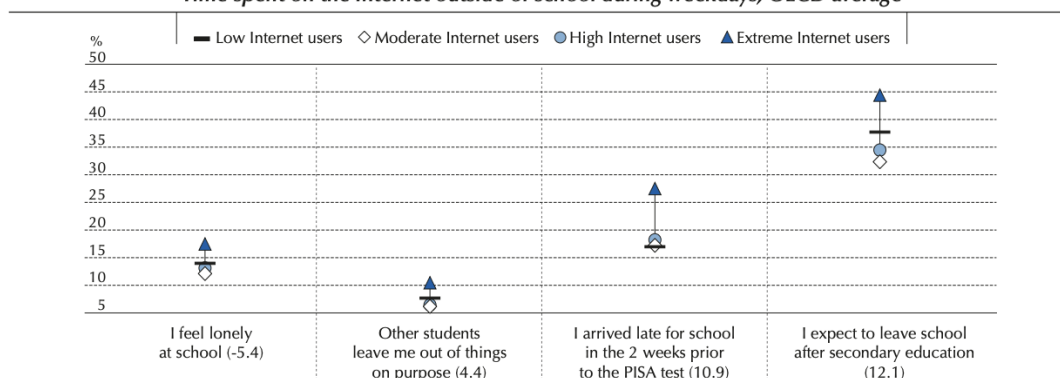 Time spent on the Internet outside of school during weekdays, OECD average
Low Internet users Moderate Internet users High Internet users Extreme Internet users
%
50
45
40
35
30
25
20
15
10
5
I feel lonely
at school (-5.4)
Other students
leave me out of things
on purpose (4.4)
I arrived late for school
in the 2 weeks prior
to the PISA test (10.9)
I expect to leave school
after secondary education
(12.1)